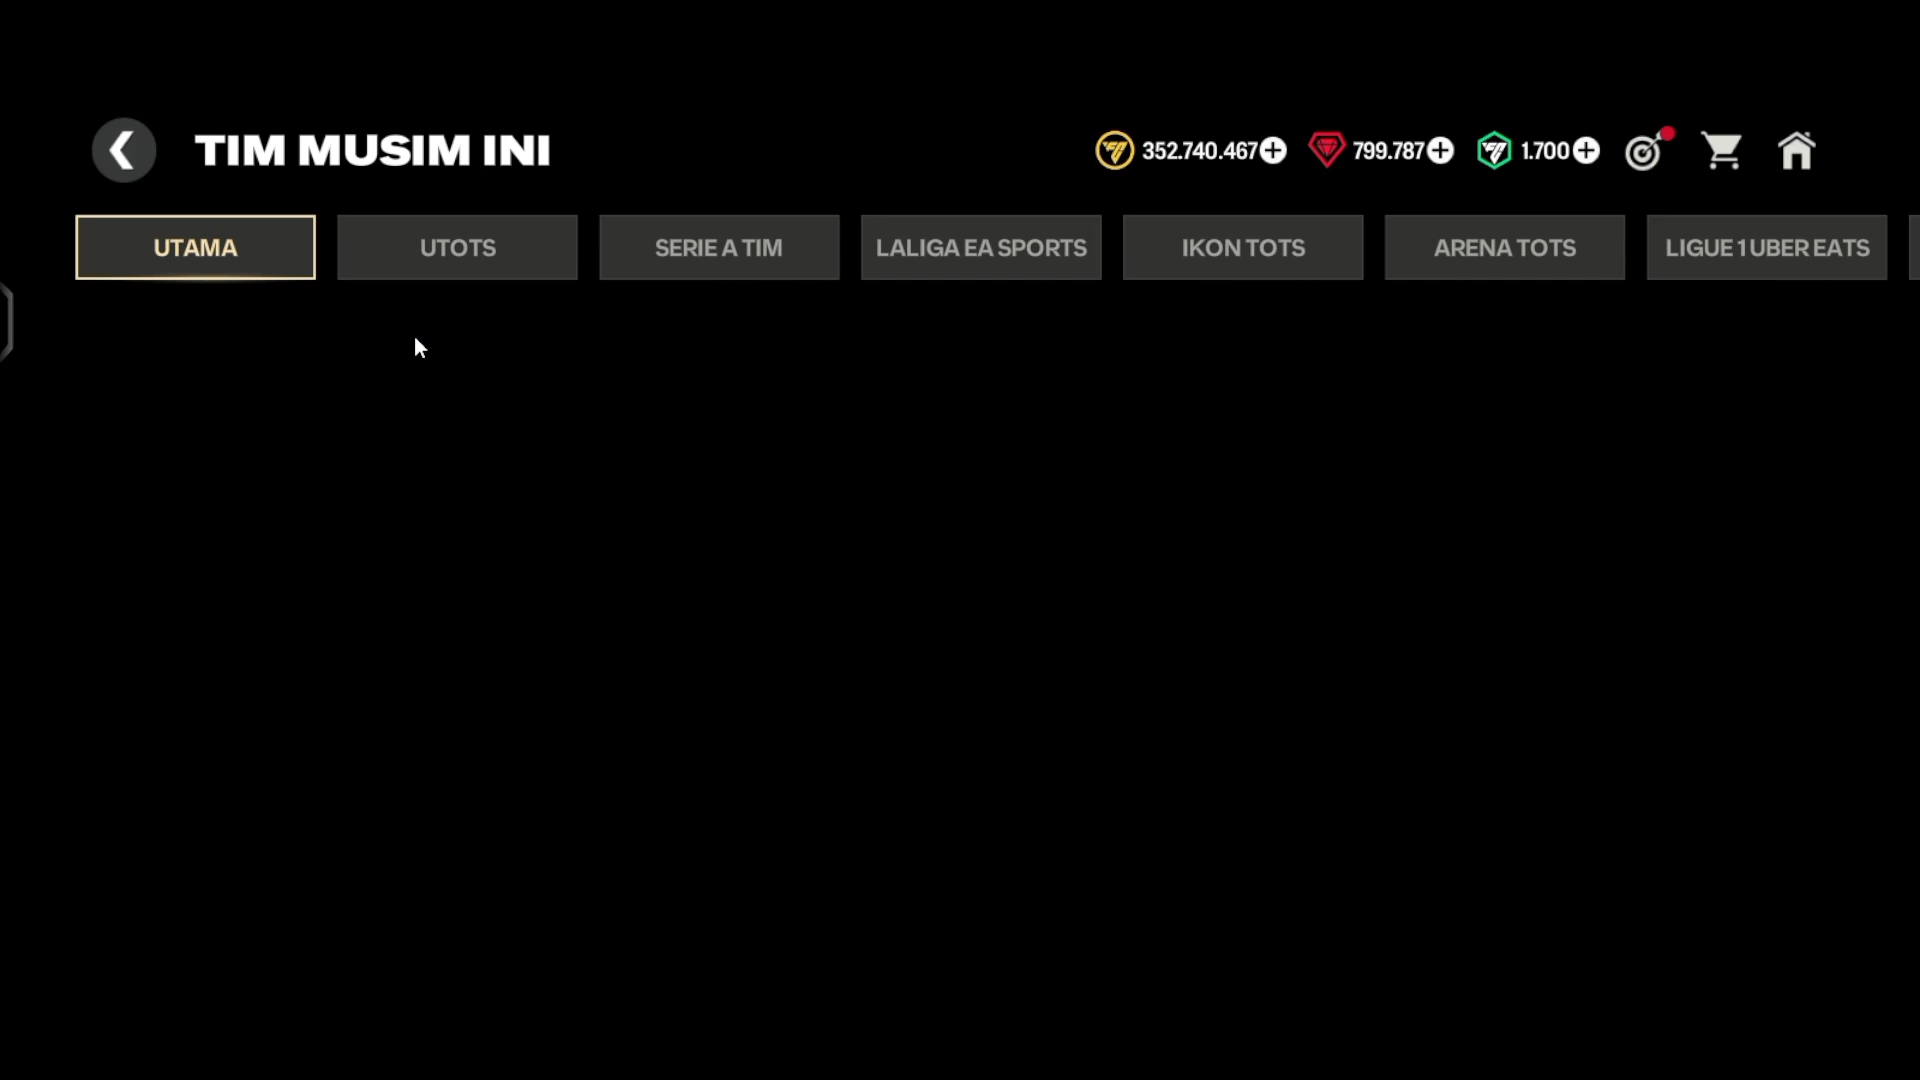 TIM MUSIM INI
352.740.467
799.787
1.700
UTAMA
UTOTS
SERIE A TIM
LALIGA EA SPORTS
IKON TOTS
ARENA TOTS
LIGUE 1 UBER EATS